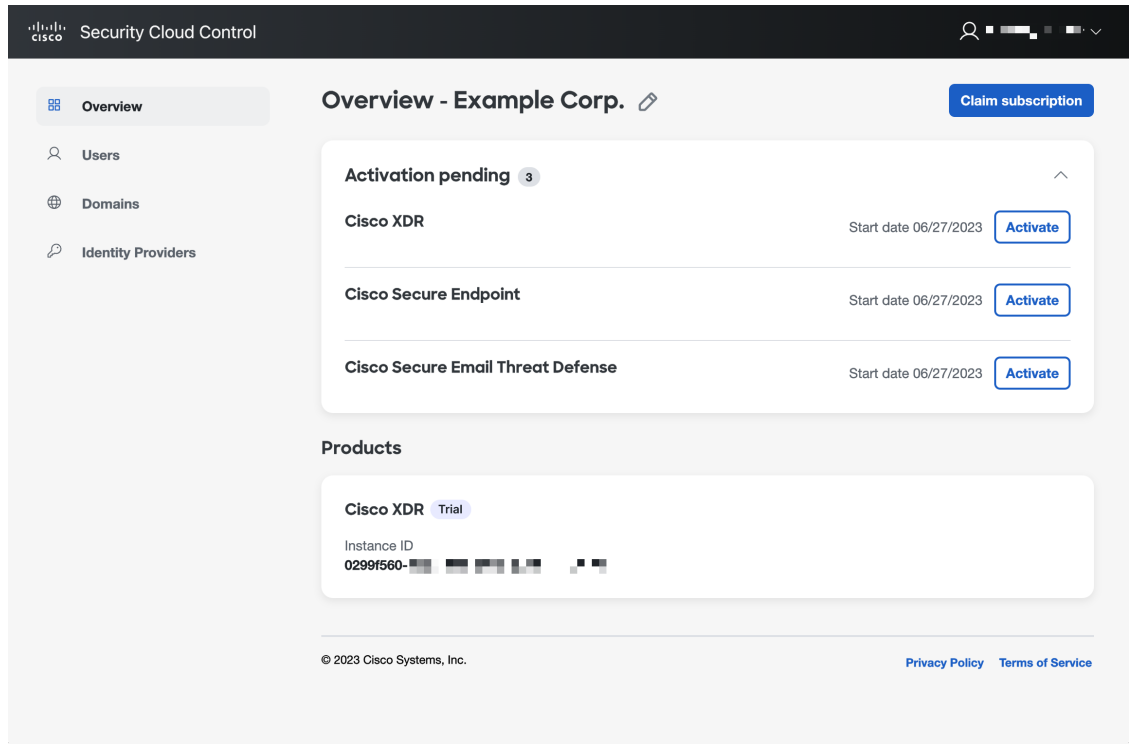 CISCO Security Cloud Control
Overview
Users
Domains
Identity Providers
Overview - Example Corp.
Claim subscription
Activation pending 3
Cisco XDR
Start date 06/27/2023 Activate
Cisco Secure Endpoint
Start date 06/27/2023 Activate
Cisco Secure Email Threat Defense
Start date 06/27/2023 Activate
Products
Cisco XDR Trial
Instance ID
0299f560-
© 2023 Cisco Systems, Inc.
Privacy Policy Terms of Service